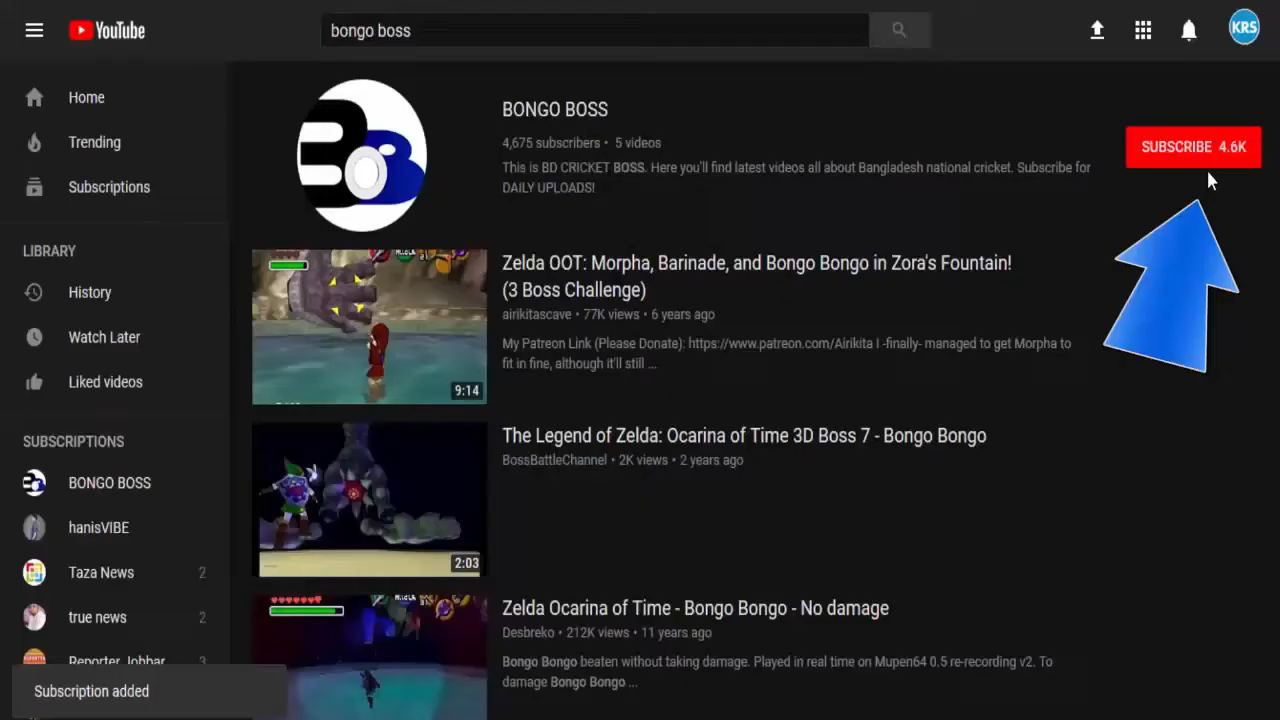 YouTube
bongo boss
KRS
Home
Trending
Subscriptions
LIBRARY
History
Watch Later
Liked videos
SUBSCRIPTIONS
BONGO BOSS
hanisVIBE
Taza News 2
true news 2
Reporter Jobbar 3
Subscription added
BONGO BOSS
4,675 subscribers • 5 videos
This is BD CRICKET BOSS. Here you'll find latest videos all about Bangladesh national cricket. Subscribe for
DAILY UPLOADS!
SUBSCRIBE 4.6K
Zelda OOT: Morpha, Barinade, and Bongo Bongo in Zora's Fountain!
(3 Boss Challenge)
airikitascave • 77K views • 6 years ago
My Patreon Link (Please Donate): https://www.patreon.com/Airikita I -finally- managed to get Morpha to
fit in fine, although it'll still ...
9:14
The Legend of Zelda: Ocarina of Time 3D Boss 7 - Bongo Bongo
BossBattleChannel • 2K views • 2 years ago
2:03
Zelda Ocarina of Time - Bongo Bongo - No damage
Desbreko • 212K views • 11 years ago
Bongo Bongo beaten without taking damage. Played in real time on Mupen64 0.5 re-recording v2. To
damage Bongo Bongo ...